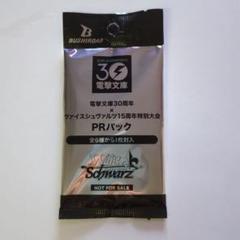 BUSHIROAD
30
電撃文庫
電撃文庫30周年
×
ヴァイスシュヴァルツ15周年特別大会
PRパック
全6種から1枚封入
Weiß
Schwarz
NOT FOR SALE